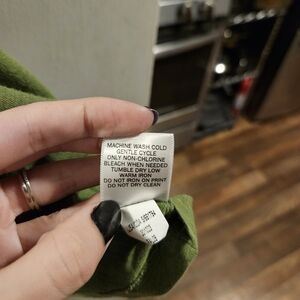 MACHINE WASH COLD
GENTLE CYCLE
ONLY NON-CHLORINE
BLEACH WHEN NEEDED
TUMBLE DRY LOW
WARM IRON
DO NOT IRON ON PRINT
DO NOT DRY CLEAN